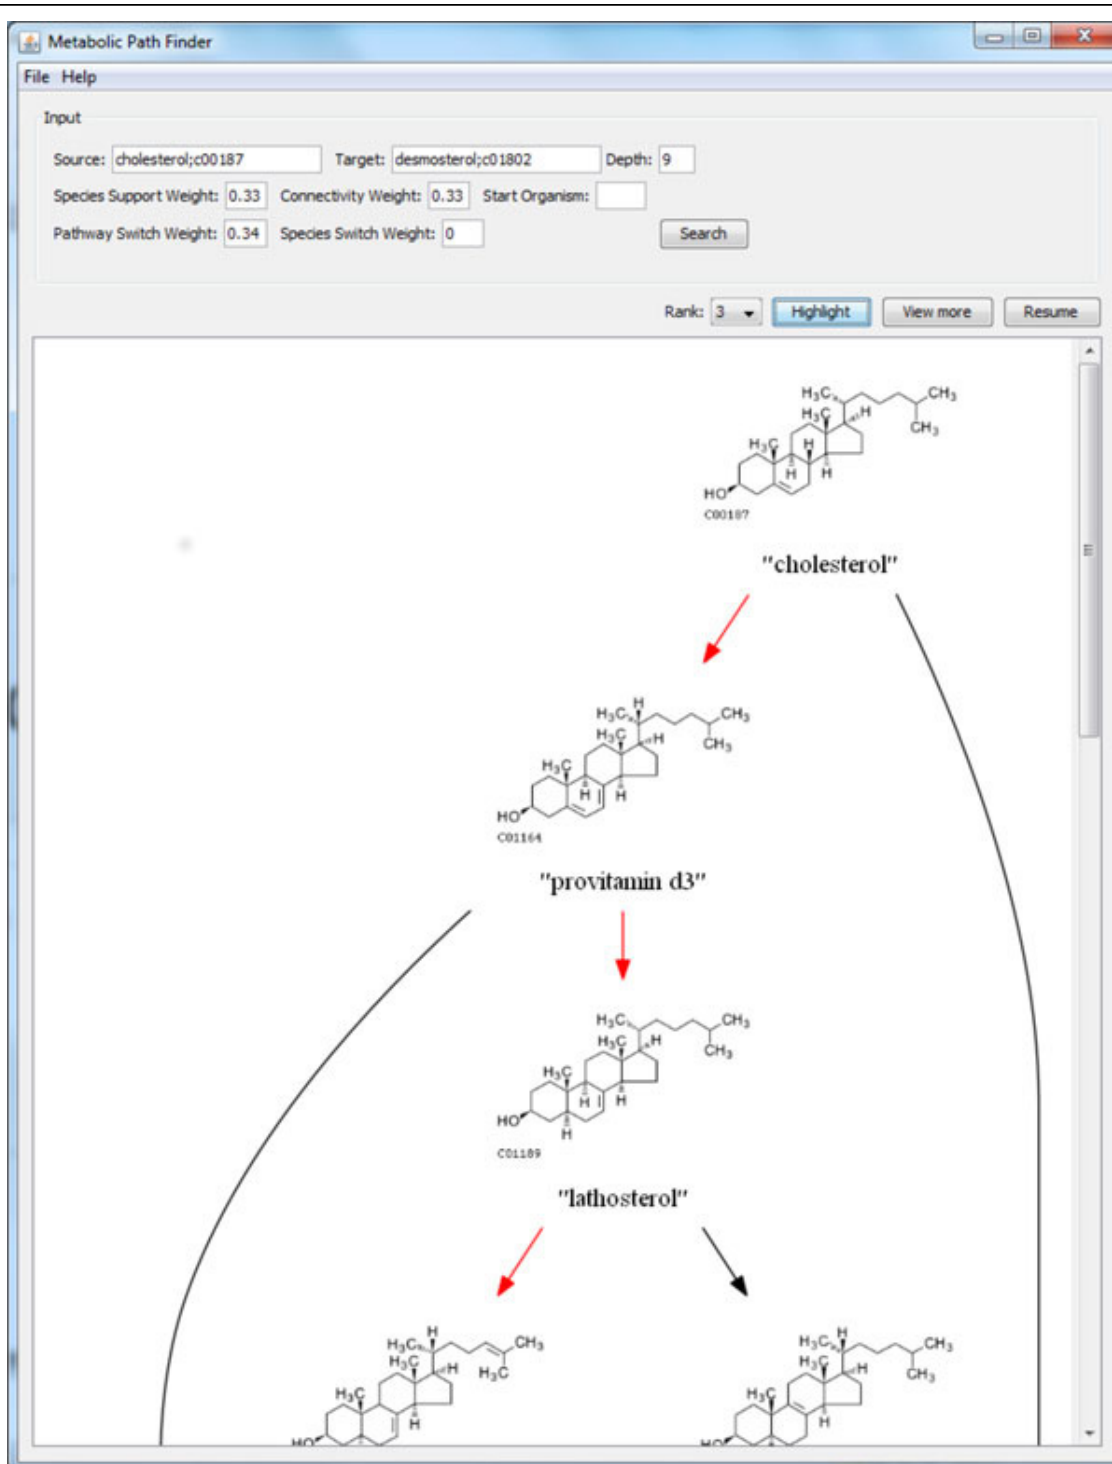 Metabolic Path Finder
File Help
Input
Source: cholesterol;c00187 Target: desmosterol;c01802 Depth: 9
Species Support Weight: 0.33 Connectivity Weight: 0.33 Start Organism:
Pathway Switch Weight: 0.34 Species Switch Weight: 0 Search
Rank: 3 Highlight View more Resume
H₃C CH₃
H₃C H CH₃
H₃C H
H H
HO
C00187
"cholesterol"
H
H₃C CH₃
H₃C H CH₃
H₃C
H H
HO
C01164
"provitamin d3"
H₃C CH₃
H₃C H CH₃
H₃C
H H
HO
H
C01189
"lathosterol"
H H
H₃C CH₃ H₃C CH₃
H₃C H H₃C H₃C H CH₃
H₃C H₃C
H H
HO HO